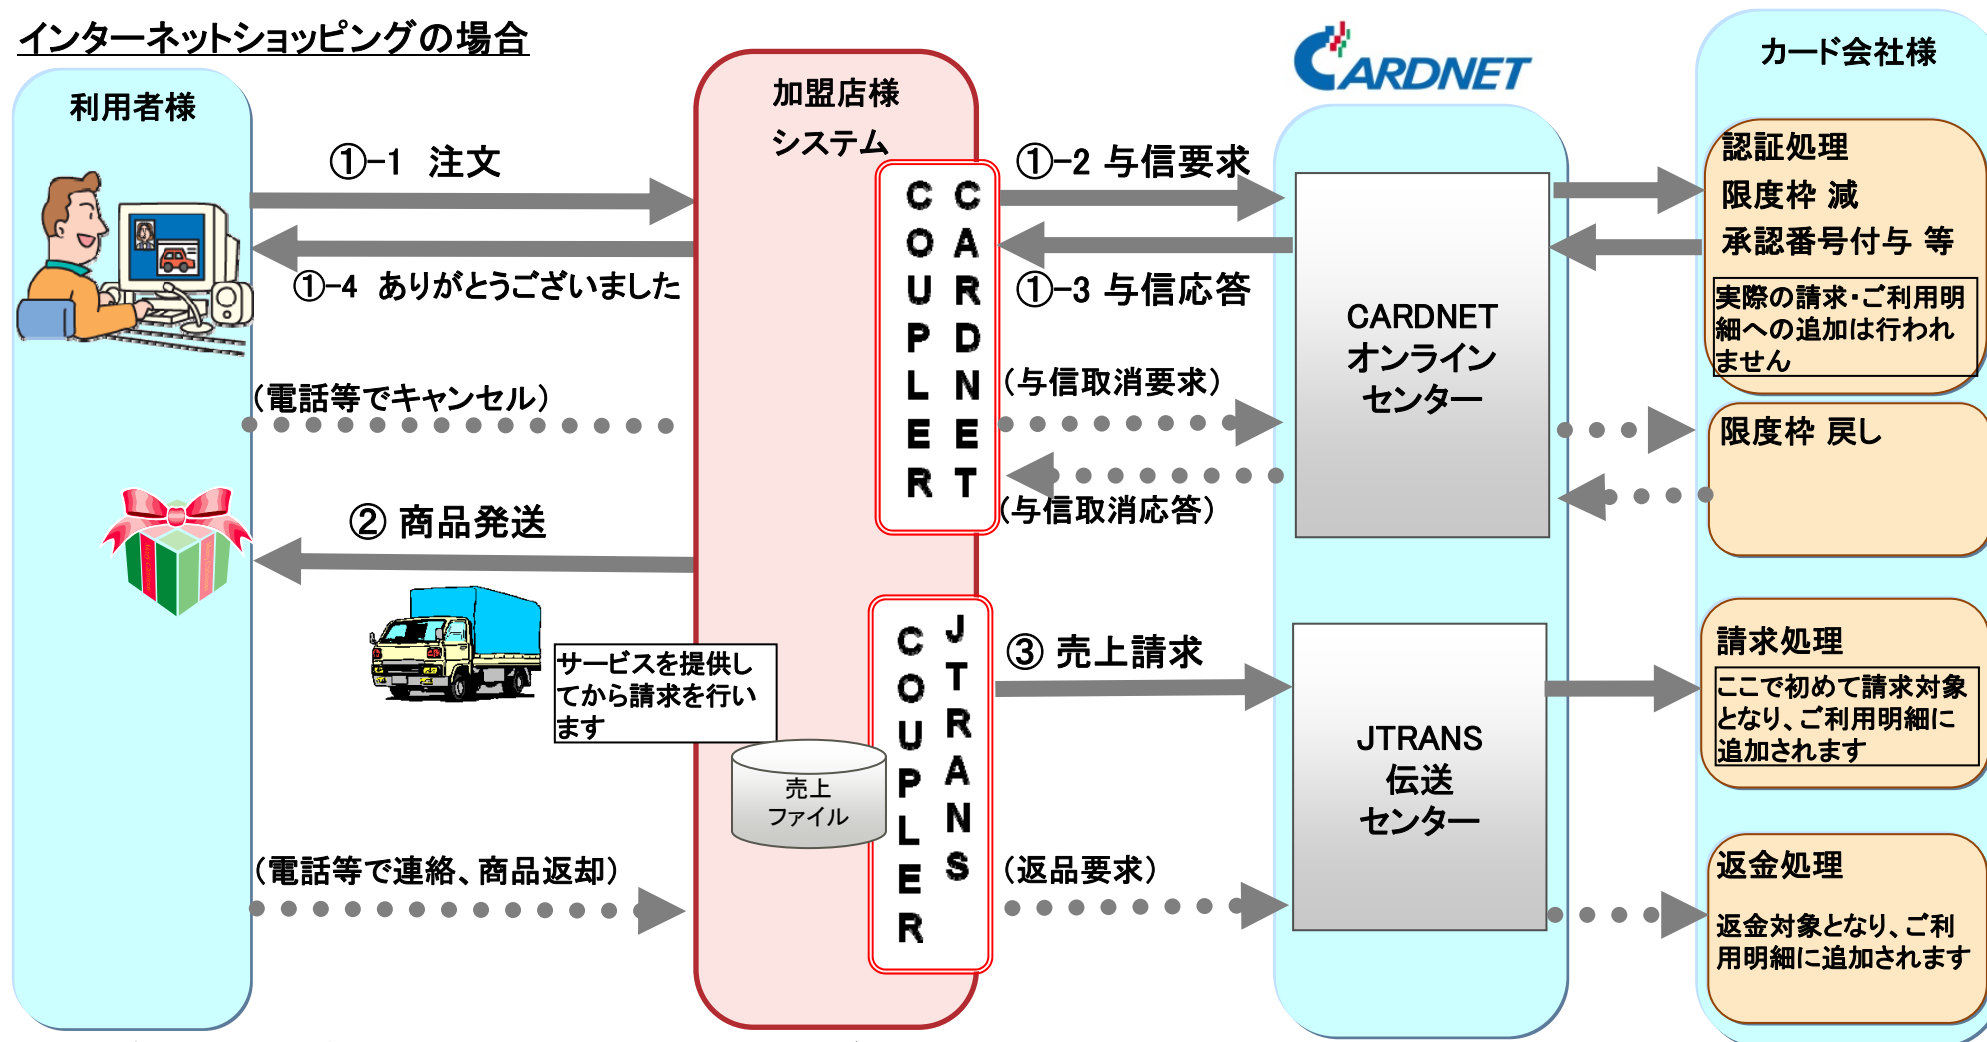 インターネットショッピングの場合
利用者様
加盟店様
システム
CARDNET
カード会社様
①-1 注文
①-4 ありがとうございました
(電話等でキャンセル)
② 商品発送
サービスを提供し
てから請求を行い
ます
売上
ファイル
(電話等で連絡、商品返却)
CARDNET
COUPLER
JTRANS
COUPLER
①-2 与信要求
①-3 与信応答
(与信取消要求)
(与信取消応答)
③ 売上請求
(返品要求)
CARDNET
オンライン
センター
JTRANS
伝送
センター
認証処理
限度枠 減
承認番号付与 等
実際の請求・ご利用明
細への追加は行われ
ません
限度枠 戻し
請求処理
ここで初めて請求対象
となり、ご利用明細に
追加されます
返金処理
返金対象となり、ご利
用明細に追加されます